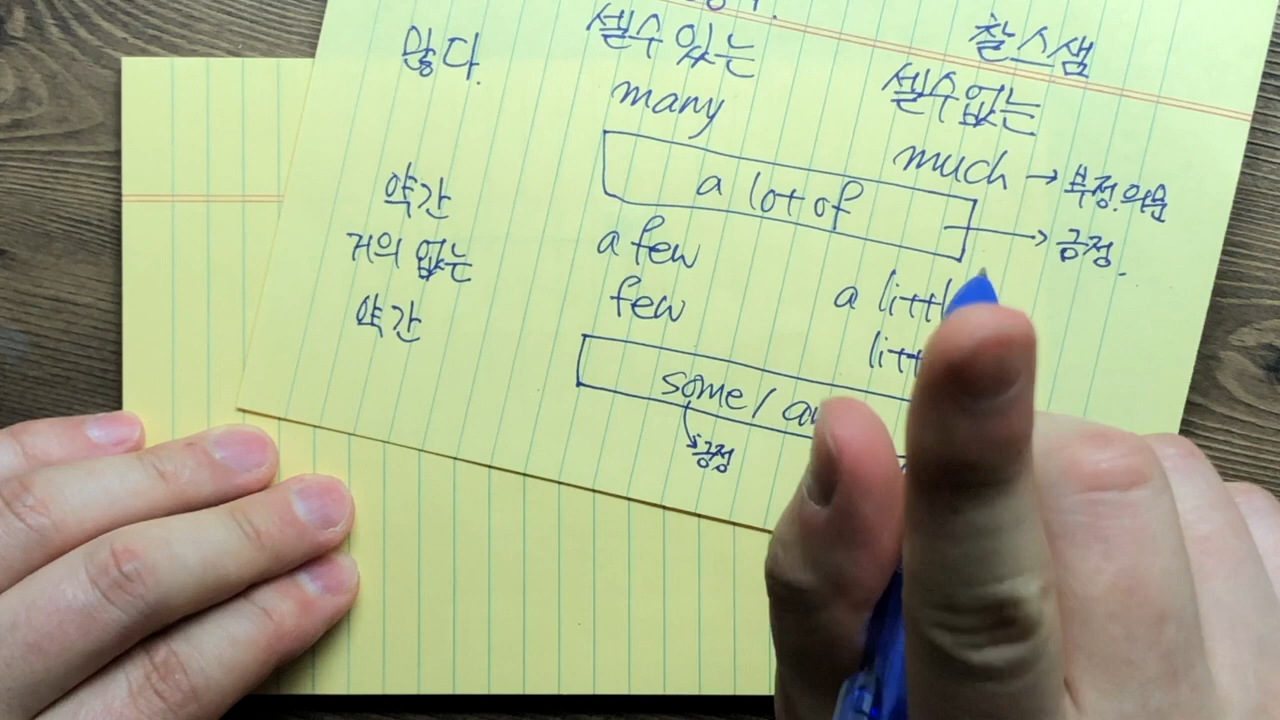 찰스샘
많다. 셀수 있는 셀수없는
many much → 부정.의문
a lot of → 긍정.
약간 a few a
거의 없는 few
약간 some /
긍정